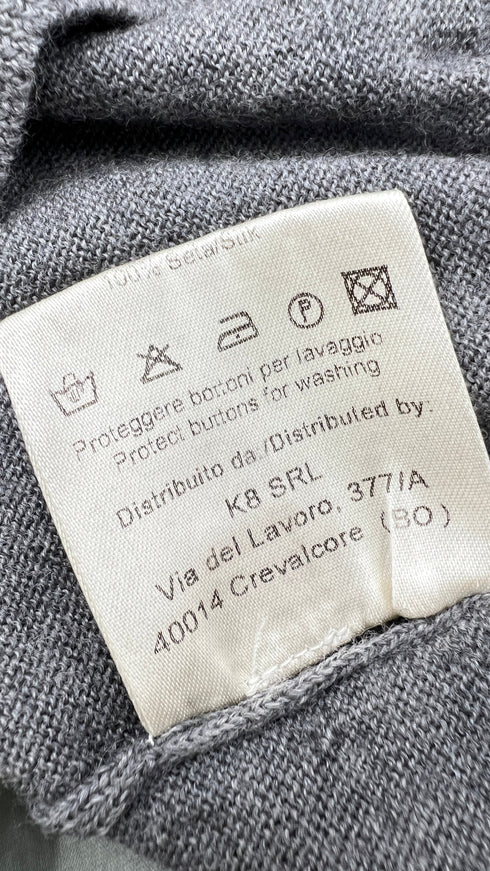 100% Seta/Silk
P
Proteggere bottoni per lavaggio
Protect buttons for washing
Distribuito da:/Distributed by:
K8 SRL
Via del Lavoro, 377/A
40014 Crevalcore (BO)